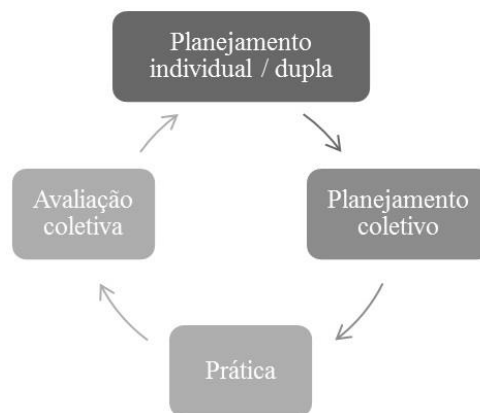 Planejamento
individual / dupla
Planejamento
coletivo
Prática
Avaliação
coletiva